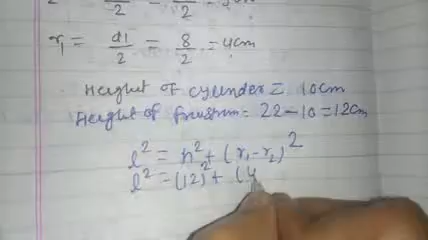 r₁ = d1/2 = 8/2 = 4cm
Height of cylinder = 10cm
Height of frustum = 22-10=12cm
l² = h² + (r₁-r₂)²
l² = (12)² + (4